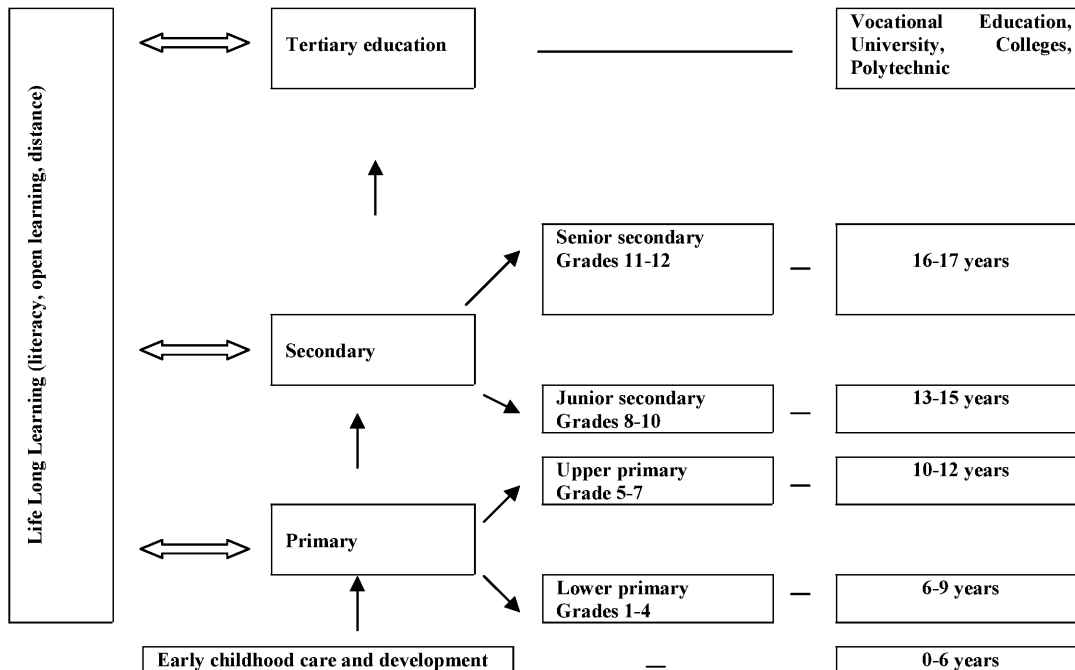 Tertiary education
Vocational Education,
University, Colleges,
Polytechnic
Life Long Learning (literacy, open learning, distance)
Senior secondary
Grades 11-12
16-17 years
Secondary
Junior secondary
Grades 8-10
13-15 years
Upper primary
Grade 5-7
10-12 years
Primary
Lower primary
Grades 1-4
6-9 years
Early childhood care and development
0-6 years